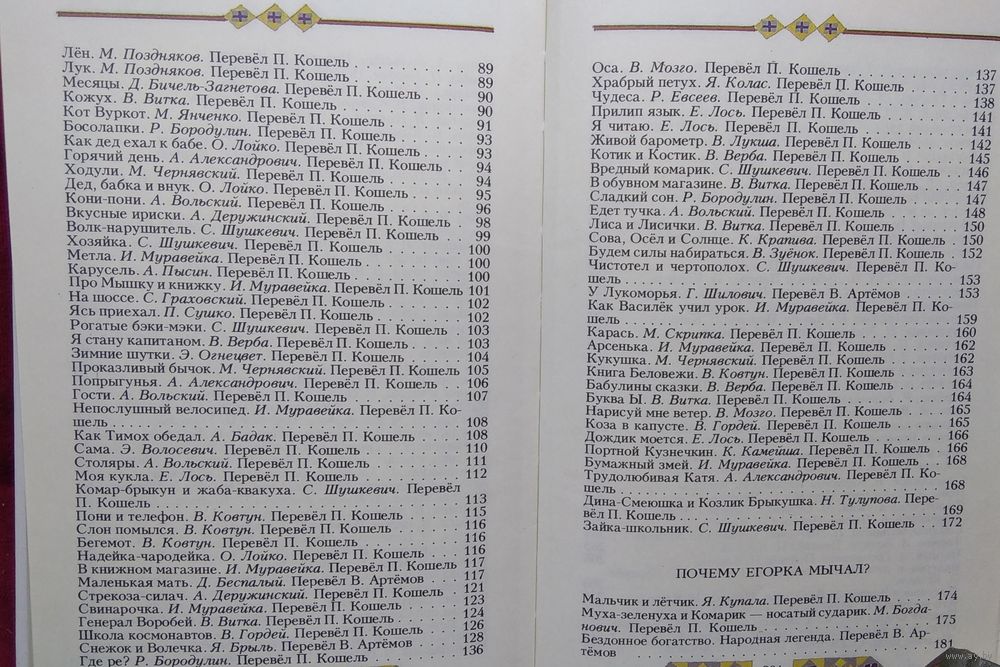 Лён. М. Поздняков. Перевёл П. Кошель . . . . . . . . . 89
Лук. М. Поздняков. Перевёл П. Кошель . . . . . . . . . 89
Месяцы. Д. Бичель-Загнетова. Перевёл П. Кошель . . . . 90
Кожух. В. Витка. Перевёл П. Кошель . . . . . . . . . . 90
Кот Вуркот. М. Янченко. Перевёл П. Кошель . . . . . . . 91
Босолапки. Р. Бородулин. Перевёл П. Кошель . . . . . . 93
Как дед ехал к бабе. О. Лойко. Перевёл П. Кошель . . . 93
Горячий день. А. Александрович. Перевёл П. Кошель . . . 94
Ходули. М. Чернявский. Перевёл П. Кошель . . . . . . . 94
Дед, бабка и внук. О. Лойко. Перевёл П. Кошель . . . . 95
Кони-пони. А. Вольский. Перевёл П. Кошель . . . . . . . 96
Вкусные ириски. А. Деружинский. Перевёл П. Кошель . . . 98
Волк-нарушитель. С. Шушкевич. Перевёл П. Кошель . . . . 99
Хозяйка. С. Шушкевич. Перевёл П. Кошель . . . . . . . . 100
Метла. И. Муравейка. Перевёл П. Кошель . . . . . . . . 100
Карусель. А. Пысин. Перевёл П. Кошель . . . . . . . . . 100
Про Мышку и книжку. И. Муравейка. Перевёл П. Кошель 101
На шоссе. С. Граховский. Перевёл П. Кошель . . . . . . 102
Ясь приехал. П. Сушко. Перевёл П. Кошель . . . . . . . 102
Рогатые бэки-мэки. С. Шушкевич. Перевёл П. Кошель . . . 103
Я стану капитаном. В. Верба. Перевёл П. Кошель . . . . 103
Зимние шутки. Э. Огнецвет. Перевёл П. Кошель . . . . . 104
Проказливый бычок. М. Чернявский. Перевёл П. Кошель 105
Попрыгунья. А. Александрович. Перевёл П. Кошель . . . . 106
Гости. А. Вольский. Перевёл П. Кошель . . . . . . . . . 107
Непослушный велосипед. И. Муравейка. Перевёл П. Ко-
шель . . . . . . . . . . . . . . . . . . . . . . . . . 108
Как Тимох обедал. А. Бадак. Перевёл П. Кошель . . . . . 108
Сама. Э. Волосевич. Перевёл П. Кошель . . . . . . . . . 110
Столяры. А. Вольский. Перевёл П. Кошель . . . . . . . . 111
Моя кукла. Е. Лось. Перевёл П. Кошель . . . . . . . . . 112
Комар-брыкун и жаба-квакуха. С. Шушкевич. Перевёл
П. Кошель . . . . . . . . . . . . . . . . . . . . . . . 113
Пони и телефон. В. Ковтун. Перевёл П. Кошель . . . . . 115
Слон помылся. В. Ковтун. Перевёл П. Кошель . . . . . . 116
Бегемот. В. Ковтун. Перевёл П. Кошель . . . . . . . . . 116
Надейка-чародейка. О. Лойко. Перевёл П. Кошель . . . . 116
В книжном магазине. И. Муравейка. Перевёл П. Кошель 117
Маленькая мать. Д. Беспалый. Перевёл В. Артёмов . . . . 117
Стрекоза-силач. А. Деружинский. Перевёл П. Кошель . . . 121
Свинарочка. И. Муравейка. Перевёл П. Кошель . . . . . . 123
Генерал Воробей. В. Витка. Перевёл П. Кошель . . . . . 124
Школа космонавтов. В. Гордей. Перевёл П. Кошель . . . . 126
Снежок и Волечка. Я. Брыль. Перевёл В. Артёмов . . . . 128
Где ре? Р. Бородулин. Перевёл П. Кошель . . . . . . . . 136
Оса. В. Мозго. Перевёл П. Кошель . . . . . . . . . . . 137
Храбрый петух. Я. Колас. Перевёл П. Кошель . . . . . . 137
Чудеса. Р. Евсеев. Перевёл П. Кошель . . . . . . . . . 138
Прилип язык. Е. Лось. Перевёл П. Кошель . . . . . . . . 141
Я читаю. Е. Лось. Перевёл П. Кошель . . . . . . . . . . 141
Живой барометр. В. Лукша. Перевёл П. Кошель . . . . . . 142
Котик и Костик. В. Верба. Перевёл П. Кошель . . . . . . 145
Вредный комарик. С. Шушкевич. Перевёл П. Кошель . . . . 146
В обувном магазине. В. Витка. Перевёл П. Кошель . . . . 147
Сладкий сон. Р. Бородулин. Перевёл П. Кошель . . . . . 147
Едет тучка. А. Вольский. Перевёл П. Кошель . . . . . . 148
Лиса и Лисички. В. Витка. Перевёл П. Кошель . . . . . . 150
Сова, Осёл и Солнце. К. Крапива. Перевёл П. Кошель . . 150
Будем силы набираться. В. Зуёнок. Перевёл П. Кошель . . 152
Чистотел и чертополох. С. Шушкевич. Перевёл П. Ко-
шель . . . . . . . . . . . . . . . . . . . . . . . . . 153
У Лукоморья. Г. Шилович. Перевёл В. Артёмов . . . . . . 153
Как Василёк учил урок. И. Муравейка. Перевёл П. Ко-
шель . . . . . . . . . . . . . . . . . . . . . . . . . 159
Карась. М. Скрипка. Перевёл П. Кошель . . . . . . . . . 160
Арсенька. И. Муравейка. Перевёл П. Кошель . . . . . . . 162
Кукушка. М. Чернявский. Перевёл П. Кошель . . . . . . . 162
Книга Беловежи. В. Ковтун. Перевёл П. Кошель . . . . . 163
Бабулины сказки. В. Верба. Перевёл П. Кошель . . . . . 164
Буква Ы. В. Витка. Перевёл П. Кошель . . . . . . . . . 164
Нарисуй мне ветер. В. Мозго. Перевёл П. Кошель . . . . 165
Коза в капусте. В. Гордей. Перевёл П. Кошель . . . . . 165
Дождик моется. Е. Лось. Перевёл П. Кошель . . . . . . . 166
Портной Кузнечкин. К. Камейша. Перевёл П. Кошель . . . 166
Бумажный змей. И. Муравейка. Перевёл П. Кошель . . . . 168
Трудолюбивая Катя. А. Александрович. Перевёл П. Ко-
шель . . . . . . . . . . . . . . . . . . . . . . . . . 168
Дина-Смеюшка и Козлик Брыкушка. Н. Тулупова. Пере-
вёл П. Кошель . . . . . . . . . . . . . . . . . . . . . 169
Зайка-школьник. С. Шушкевич. Перевёл П. Кошель . . . . 172
ПОЧЕМУ ЕГОРКА МЫЧАЛ?
Мальчик и лётчик. Я. Купала. Перевёл П. Кошель . . . . 174
Муха-зеленуха и Комарик — носатый сударик. М. Богда-
нович. Перевёл П. Кошель . . . . . . . . . . . . . . . 175
Бездонное богатство. Народная легенда. Перевёл В. Ар-
тёмов . . . . . . . . . . . . . . . . . . . . . . . . . 181